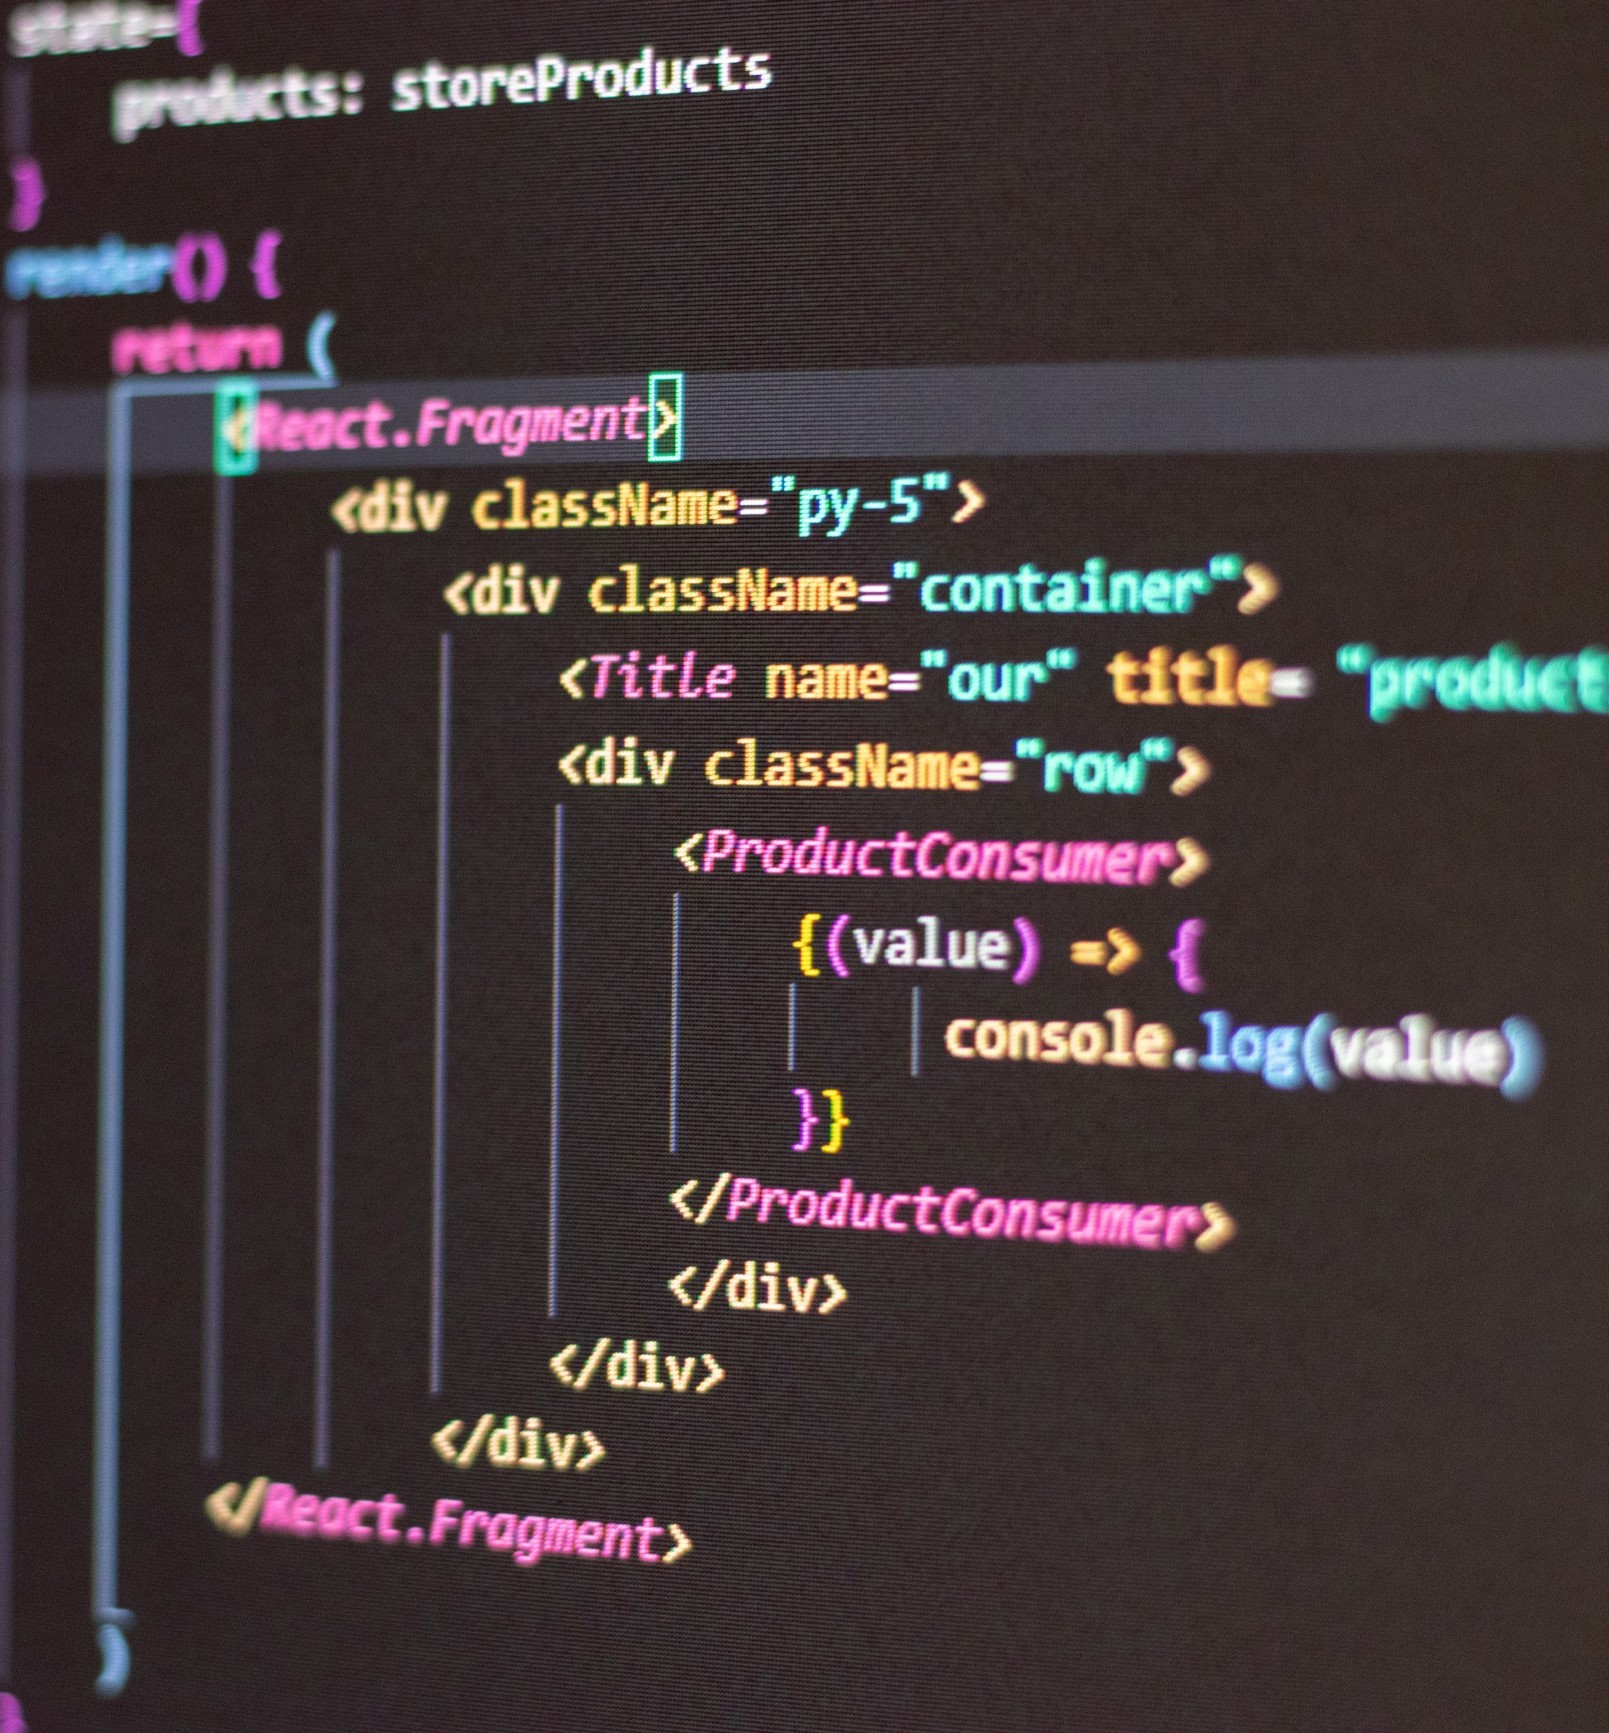 state={
products: storeProducts
}
render() {
return (
<React.Fragment>
<div className="py-5">
<div className="container">
<Title name="our" title= "product
<div className="row">
<ProductConsumer>
{(value) => {
console.log(value)
}}
</ProductConsumer>
</div>
</div>
</div>
</React.Fragment>
)
}